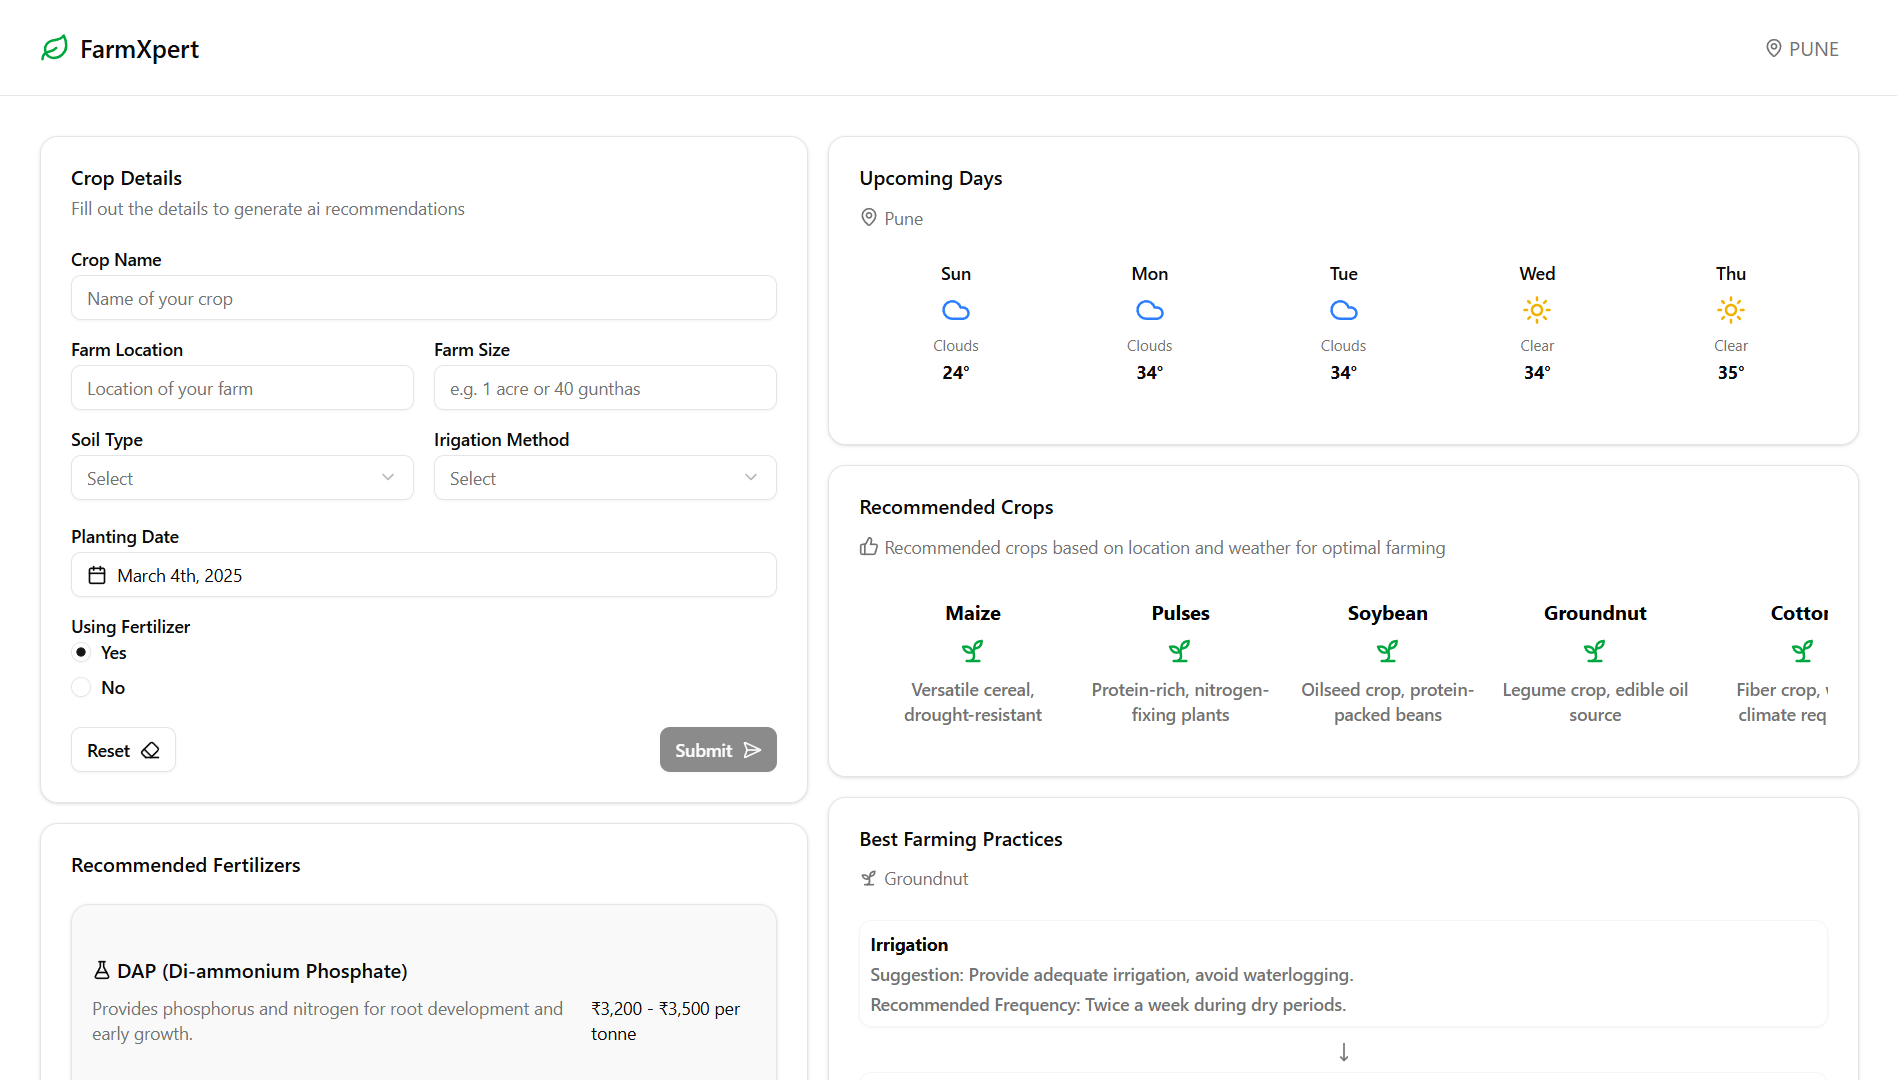 FarmXpert
PUNE
Crop Details
Fill out the details to generate ai recommendations
Crop Name
Name of your crop
Farm Location
Farm Size
Location of your farm
e.g. 1 acre or 40 gunthas
Soil Type
Irigation Method
Select
Select
Planting Date
March 4th, 2025
Using Fertilizer
Yes
No
Reset
Submit
Recommended Fertilizers
DAP (Di-ammonium Phosphate)
Provides phosphorus and nitrogen for root development and
early growth.
₹3,200 - ₹3,500 per
tonne
Upcoming Days
Pune
Sun
Clouds
24°
Mon
Clouds
34°
Tue
Clouds
34°
Wed
Clear
34°
Thu
Clear
35°
Recommended Crops
Recommended crops based on location and weather for optimal farming
Maize
Versatile cereal,
drought-resistant
Pulses
Protein-rich, nitrogen-
fixing plants
Soybean
Oilseed crop, protein-
packed beans
Groundnut
Legume crop, edible oil
source
Fiber crop,
climate
Best Farming Practices
Groundnut
Irrigation
Suggestion: Provide adequate irrigation, avoid waterlogging.
Recommended Frequency: Twice a week during dry periods.